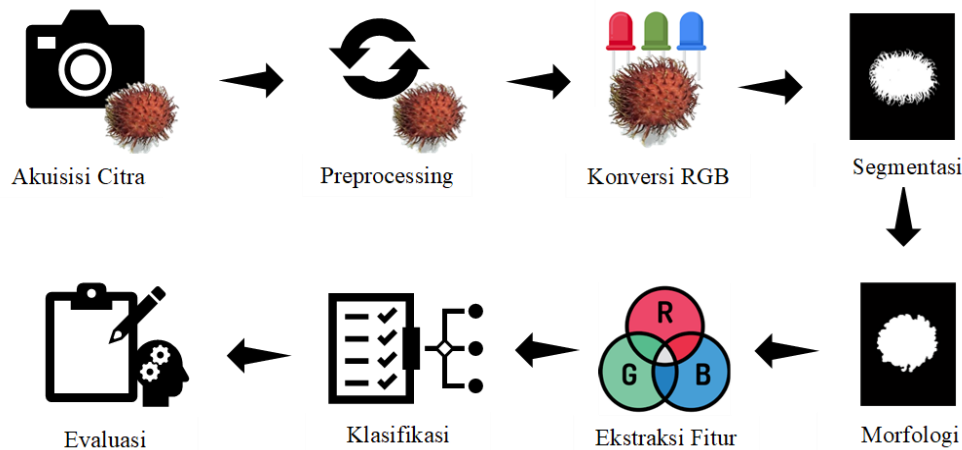 Akuisisi Citra
Preprocessing
Konversi RGB
Segmentasi
Morfologi
R
G B
Ekstraksi Fitur
Klasifikasi
Evaluasi